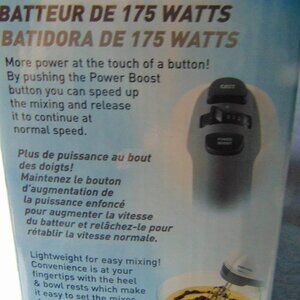 BATTEUR DE 175 WATTS
BATIDORA DE 175 WATTS
More power at the touch of a button!
By pushing the Power Boost
button you can speed up
the mixing and release
it to continue at
normal speed.
EJECT
POWER
BOOST
Plus de puissance au bout
des doigts!
Maintenez le bouton
d'augmentation de
la puissance enfoncé
pour augmenter la vitesse
du batteur et relâchez-le pour
rétablir la vitesse normale.
Lightweight for easy mixing!
Convenience is at your
fingertips with the heel
& bowl rests which make
it easy to set the mixer